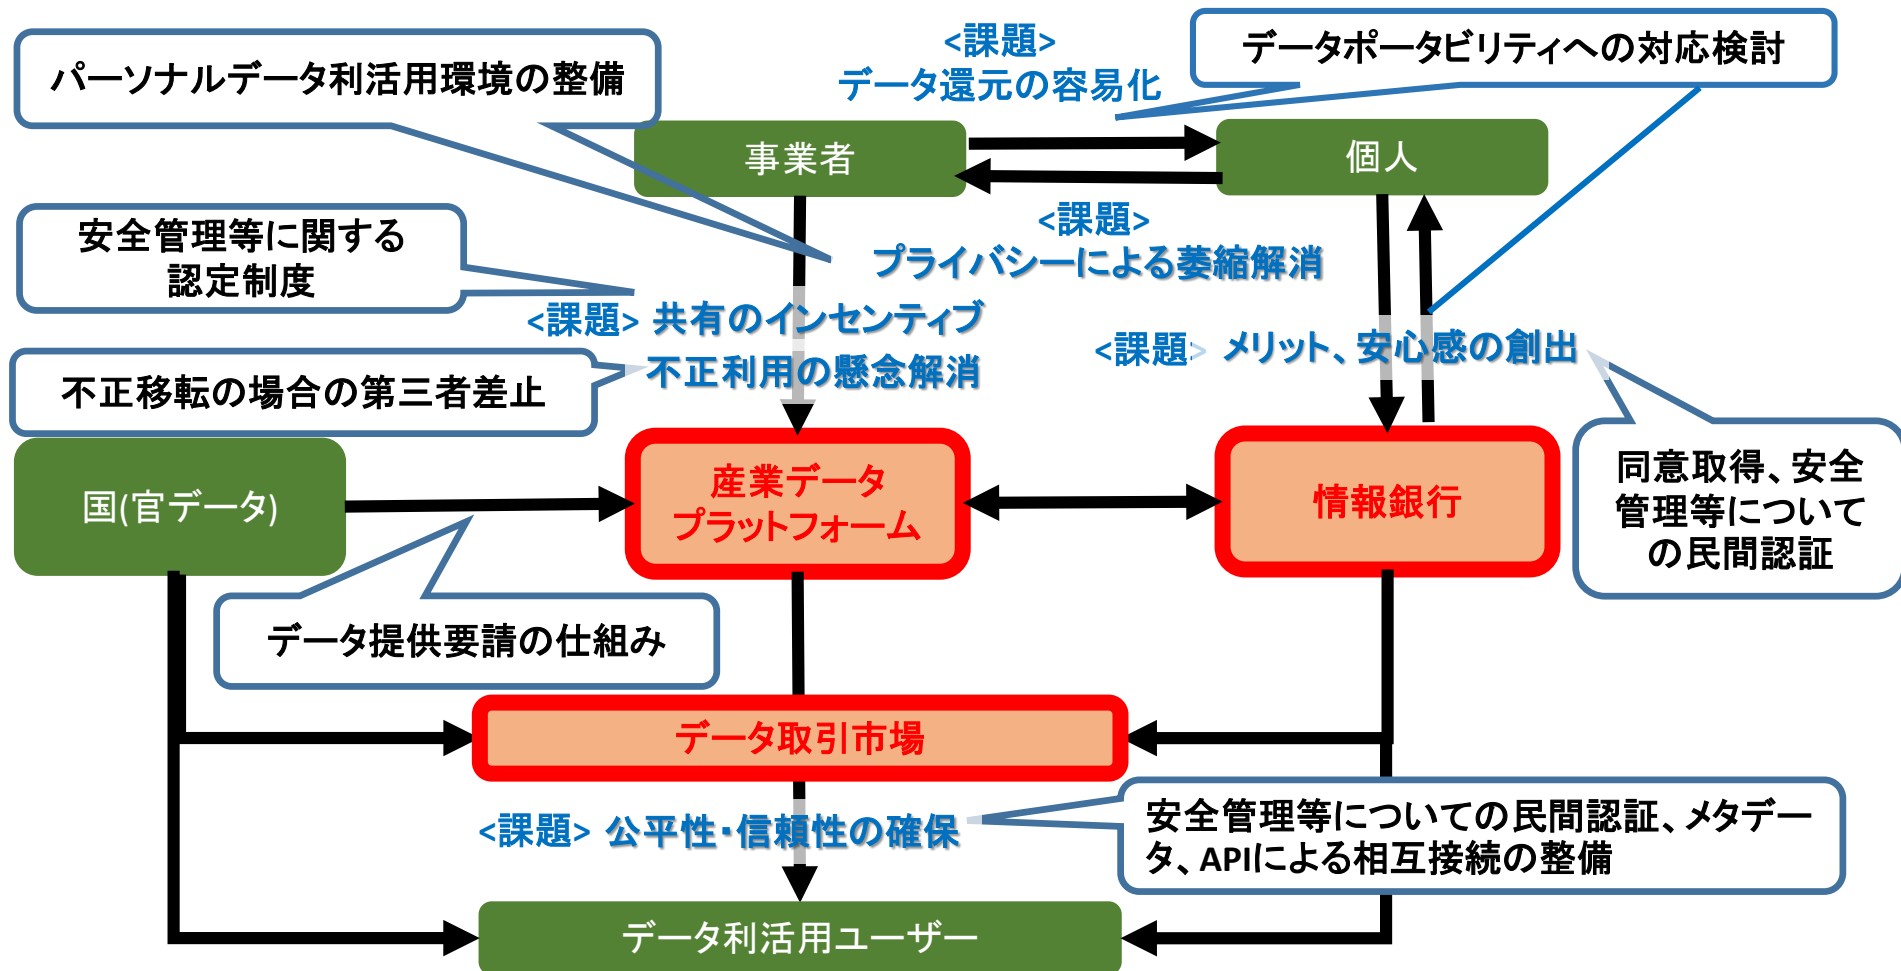 <課題>
データ還元の容易化
データポータビリティへの対応検討
パーソナルデータ利活用環境の整備
事業者
個人
<課題>
プライバシーによる萎縮解消
安全管理等に関する
認定制度
<課題> 共有のインセンティブ
不正利用の懸念解消
<課題> メリット、安心感の創出
不正移転の場合の第三者差止
国(官データ)
産業データ
プラットフォーム
情報銀行
同意取得、安全
管理等について
の民間認証
データ提供要請の仕組み
データ取引市場
<課題> 公平性・信頼性の確保
安全管理等についての民間認証、メタデー
タ、APIによる相互接続の整備
データ利活用ユーザー